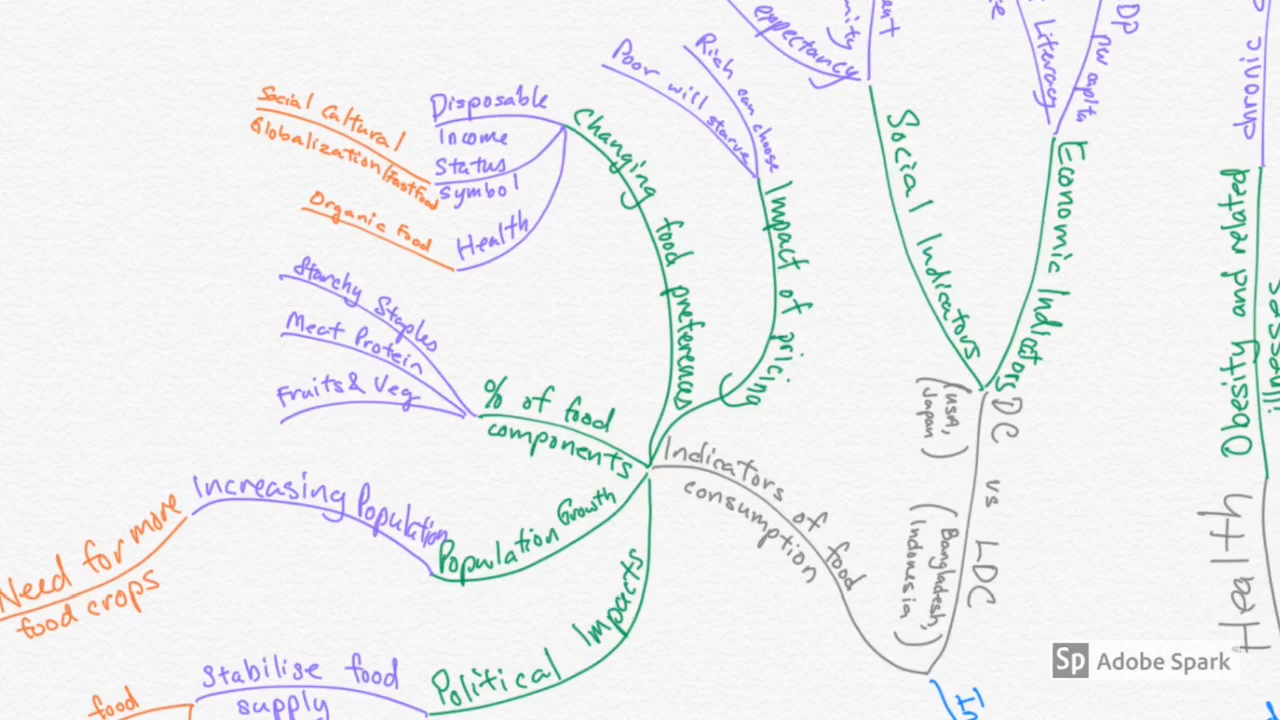 expectancy
Literacy
per capita
chronic
Rich can choose
Poor will starve
Impact of pricing
Social Cultural
Globalization/Fastfood
Organic Food
Disposable
Income
Status
symbol
Health
Changing food preferences
Starchy Staples
Meat Protein
Fruits & Veg
% of food
components
Social Indicators
Economic Indicators
Obesity and related
Health
DC vs LDC
(USA,
Japan)
(Bangladesh,
Indonesia)
Indicators of food
consumption
Increasing Population
Population Growth
Need for more
food crops
Political Impacts
stabilise food
supply
food
Sp Adobe Spark